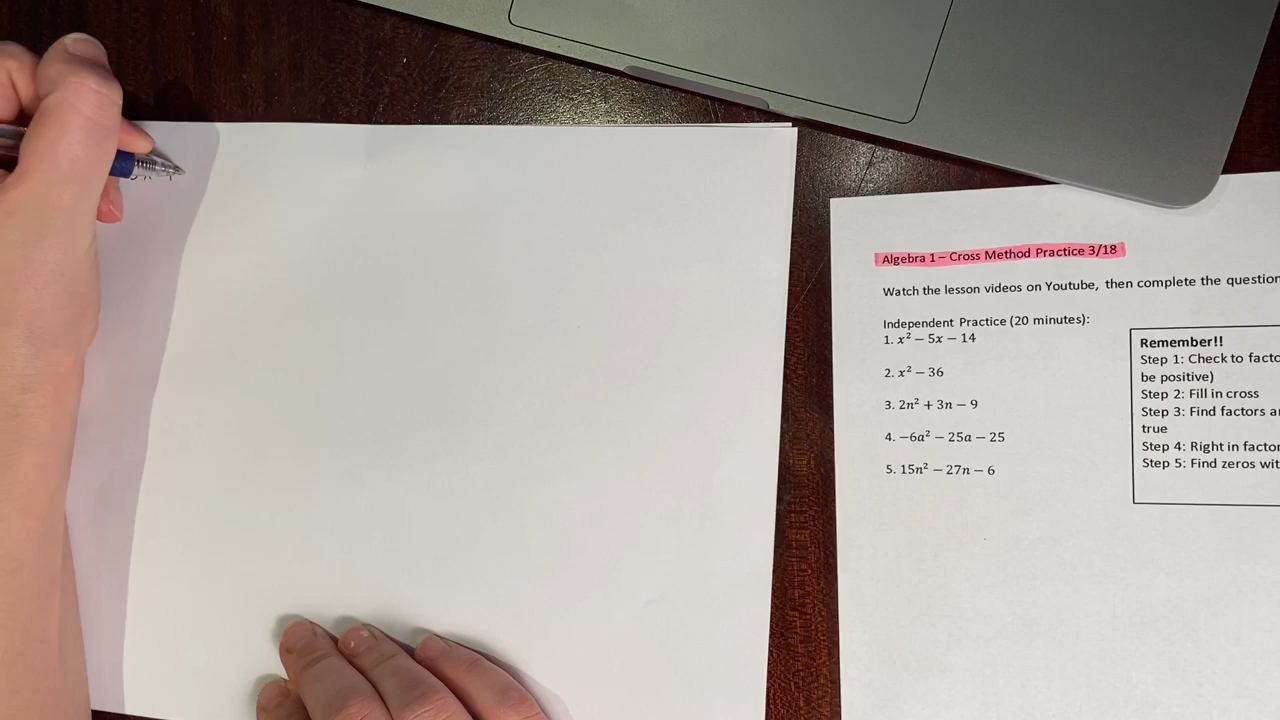 Algebra 1 – Cross Method Practice 3/18
Watch the lesson videos on Youtube, then complete the question
Independent Practice (20 minutes):
1. x² − 5x − 14
2. x² − 36
3. 2n² + 3n − 9
4. −6a² − 25a − 25
5. 15n² − 27n − 6
Remember!!
Step 1: Check to facto
be positive)
Step 2: Fill in cross
Step 3: Find factors
true
Step 4: Right in factor
Step 5: Find zeros wit